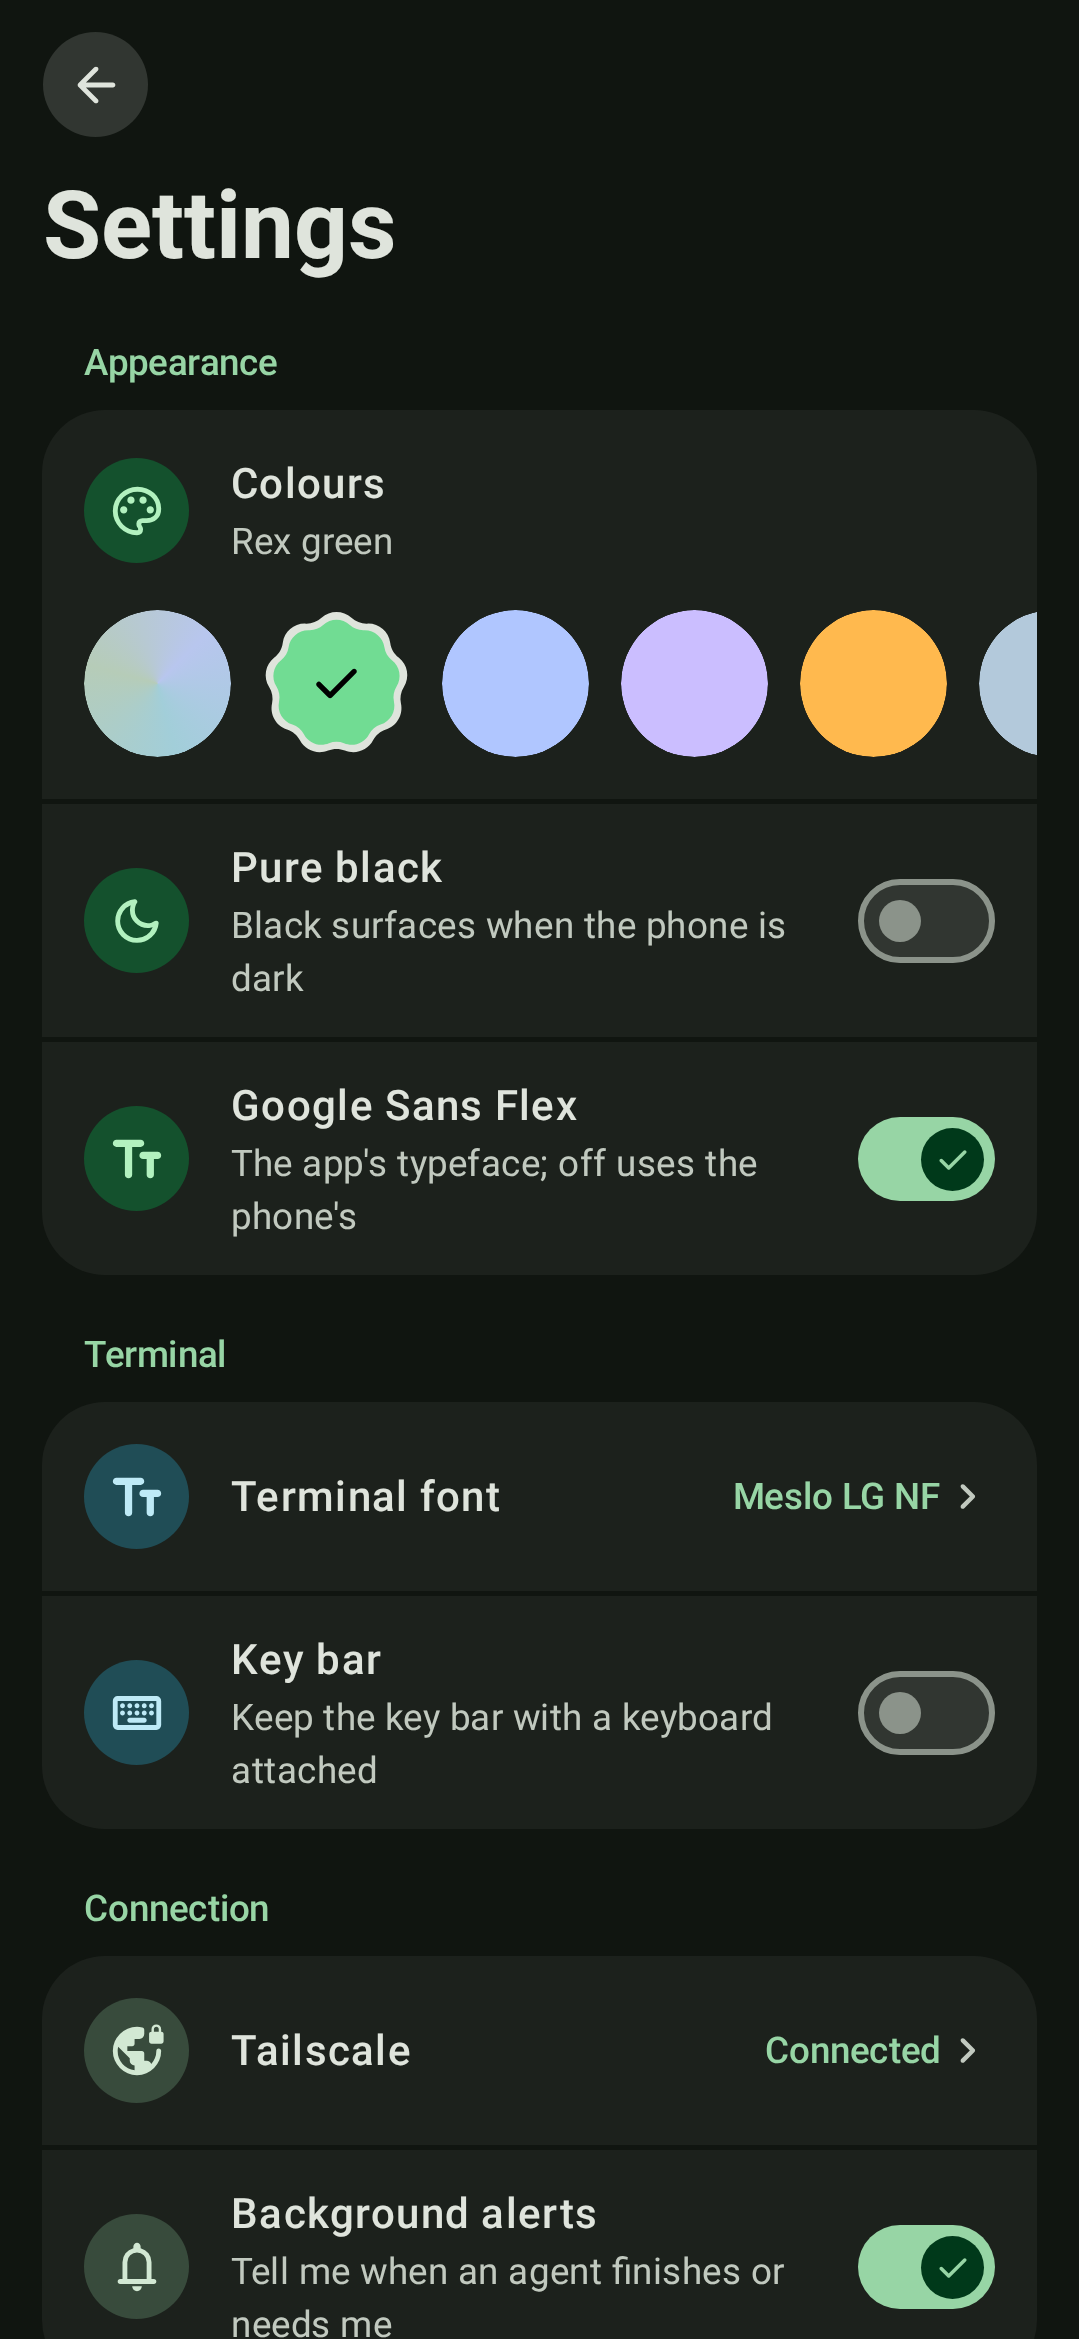 Settings
Appearance
Colours
Rex green
Pure black
Black surfaces when the phone is
dark
Google Sans Flex
The app's typeface; off uses the
phone's
Terminal
Terminal font
Meslo LG NF
Key bar
Keep the key bar with a keyboard
attached
Connection
Tailscale
Connected
Background alerts
Tell me when an agent finishes or
needs me